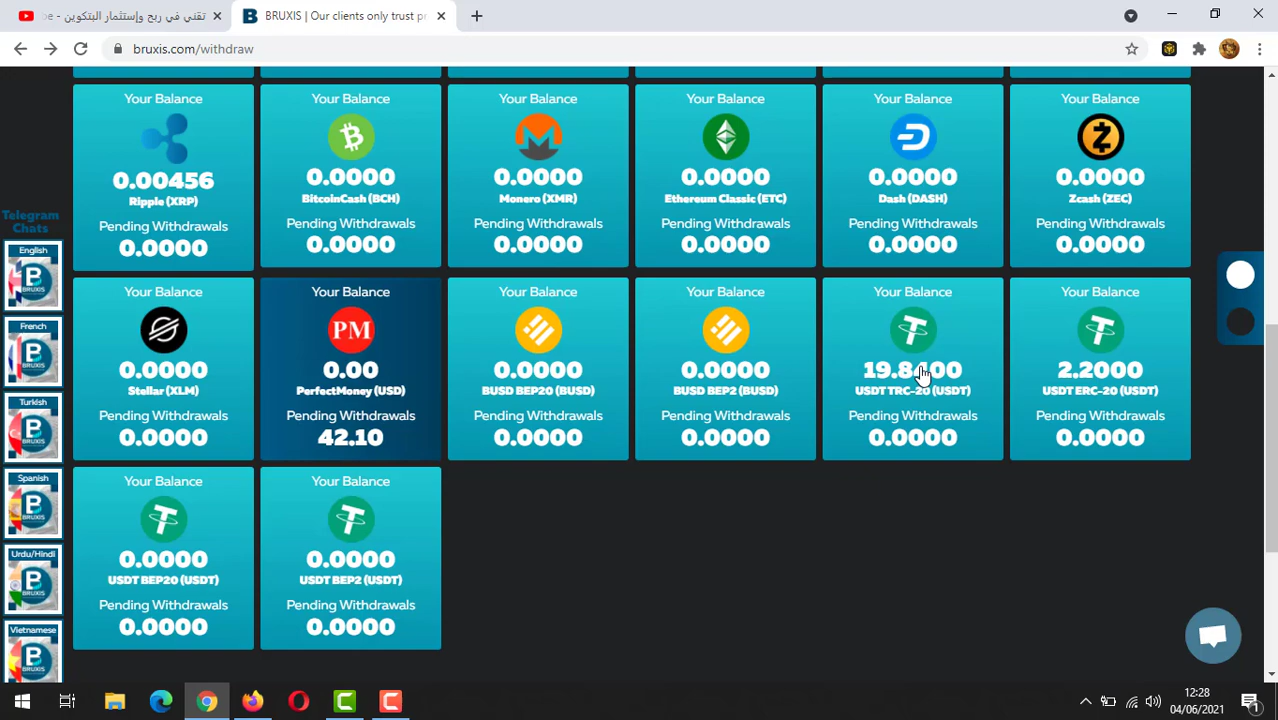 تقني في ربح وإستثمار البتكوين - be
BRUXIS | Our clients only trust pr
bruxis.com/withdraw
Your Balance
0.00456
Ripple (XRP)
Pending Withdrawals
0.0000
Your Balance
0.0000
BitcoinCash (BCH)
Pending Withdrawals
0.0000
Your Balance
0.0000
Monero (XMR)
Pending Withdrawals
0.0000
Your Balance
0.0000
Ethereum Classic (ETC)
Pending Withdrawals
0.0000
Your Balance
0.0000
Dash (DASH)
Pending Withdrawals
0.0000
Your Balance
0.0000
Zcash (ZEC)
Pending Withdrawals
0.0000
Telegram
Chats
English
B
BRUXIS
French
B
BRUXIS
Turkish
B
BRUXIS
Spanish
B
BRUXIS
Urdu/Hindi
B
BRUXIS
Vietnamese
B
BRUXIS
Your Balance
0.0000
Stellar (XLM)
Pending Withdrawals
0.0000
Your Balance
PM
0.00
PerfectMoney (USD)
Pending Withdrawals
42.10
Your Balance
0.0000
BUSD BEP20 (BUSD)
Pending Withdrawals
0.0000
Your Balance
0.0000
BUSD BEP2 (BUSD)
Pending Withdrawals
0.0000
Your Balance
USDT TRC-20 (USDT)
Pending Withdrawals
0.0000
Your Balance
2.2000
USDT ERC-20 (USDT)
Pending Withdrawals
0.0000
Your Balance
0.0000
USDT BEP20 (USDT)
Pending Withdrawals
0.0000
Your Balance
0.0000
USDT BEP2 (USDT)
Pending Withdrawals
0.0000
12:28
04/06/2021